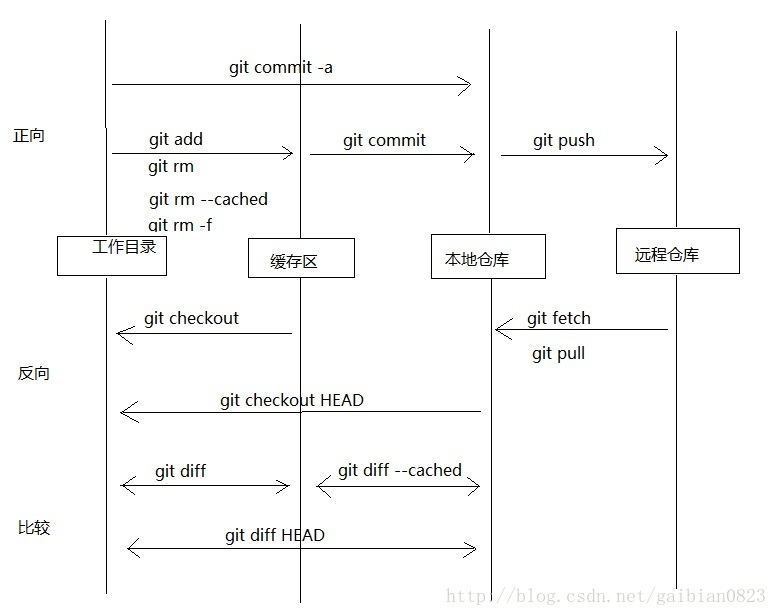 git commit -a
正向
git add
git commit
git push
git rm
git rm --cached
git rm -f
工作目录
缓存区
本地仓库
远程仓库
git checkout
git fetch
git pull
反向
git checkout HEAD
git diff
git diff --cached
比较
git diff HEAD
http://blog.csdn.net/gaibian0823